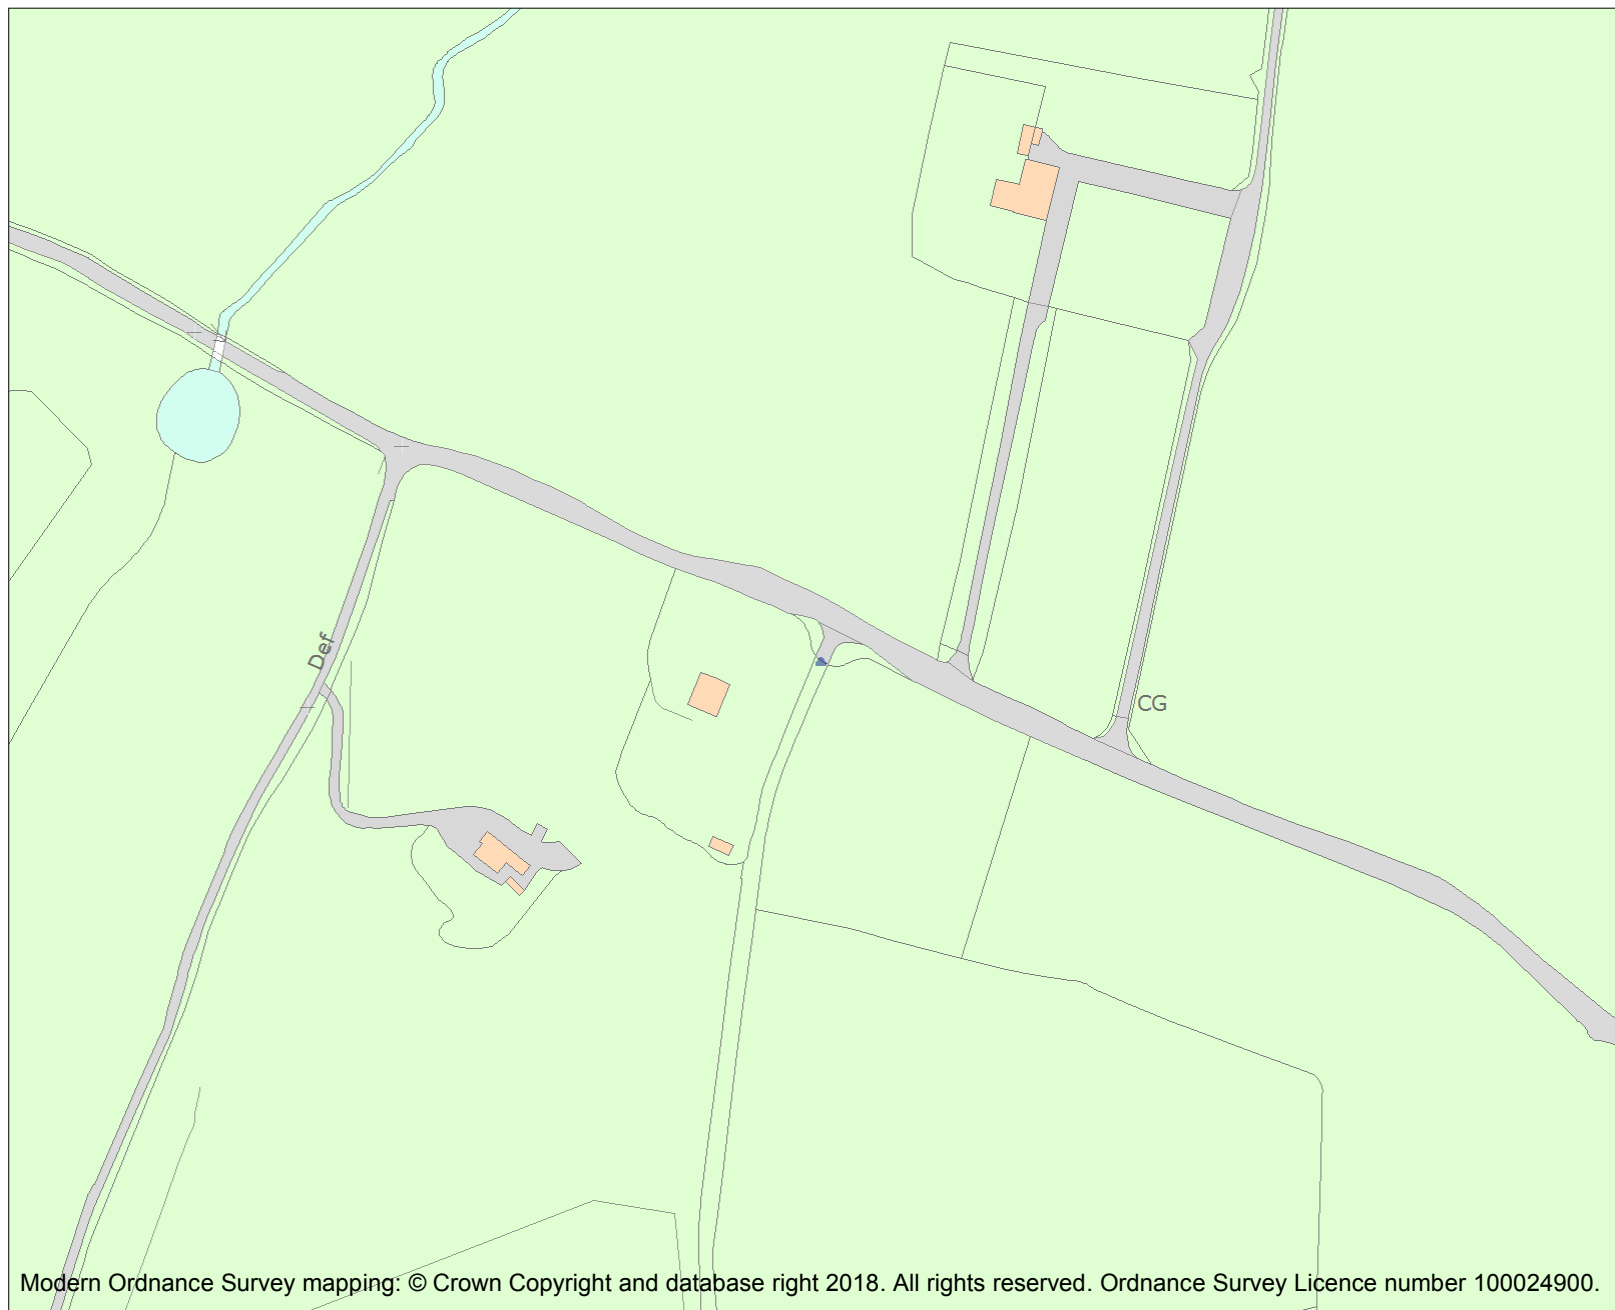 Def
CG
Modern Ordnance Survey mapping: © Crown Copyright and database right 2018. All rights reserved. Ordnance Survey Licence number 100024900.